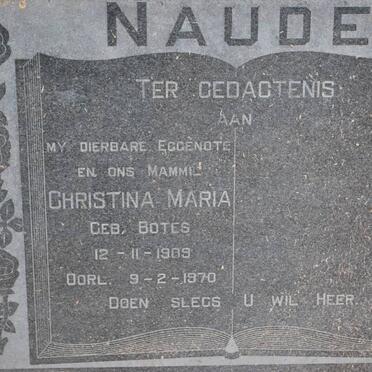 NAUDE
TER GEDAGTENIS
AAN
MY DIERBARE EGGENOTE
EN ONS MAMMIE
CHRISTINA MARIA
GEB. BOTES
12-11-1909
OORL. 9-2-1970
DOEN SLEGS U WIL HEER.